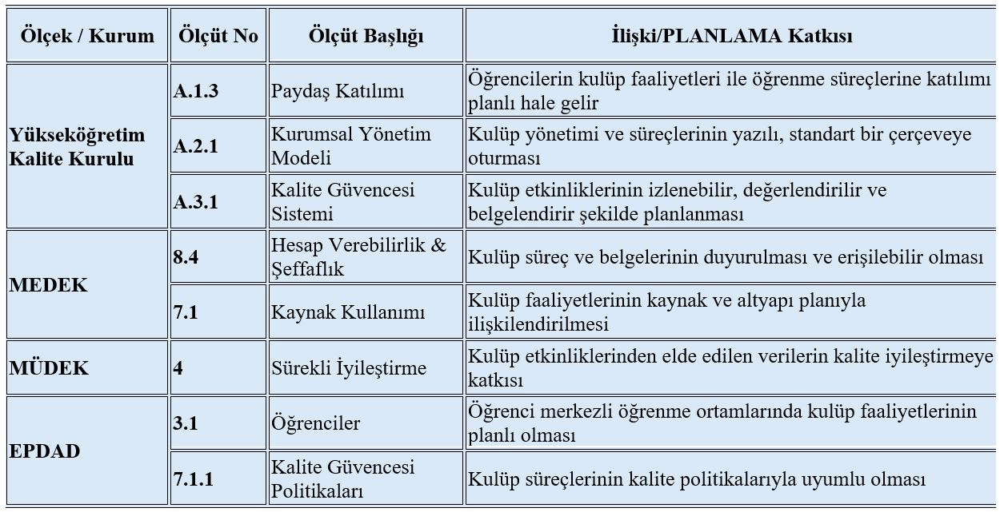 Ölçek / Kurum
Ölçüt No
Ölçüt Başlığı
İlişki/PLANLAMA Katkısı
Yükseköğretim
Kalite Kurulu
A.1.3
Paydaş Katılımı
Öğrencilerin kulüp faaliyetleri ile öğrenme süreçlerine katılımı
planlı hale gelir
A.2.1
Kurumsal Yönetim
Modeli
Kulüp yönetimi ve süreçlerinin yazılı, standart bir çerçeveye
oturması
A.3.1
Kalite Güvencesi
Sistemi
Kulüp etkinliklerinin izlenebilir, değerlendirilir ve
belgelendirir şekilde planlanması
MEDEK
8.4
Hesap Verebilirlik &
Şeffaflık
Kulüp süreç ve belgelerinin duyurulması ve erişilebilir olması
7.1
Kaynak Kullanımı
Kulüp faaliyetlerinin kaynak ve altyapı planıyla
ilişkilendirilmesi
MÜDEK
4
Sürekli İyileştirme
Kulüp etkinliklerinden elde edilen verilerin kalite iyileştirmeye
katkısı
EPDAD
3.1
Öğrenciler
Öğrenci merkezli öğrenme ortamlarında kulüp faaliyetlerinin
planlı olması
7.1.1
Kalite Güvencesi
Politikaları
Kulüp süreçlerinin kalite politikalarıyla uyumlu olması